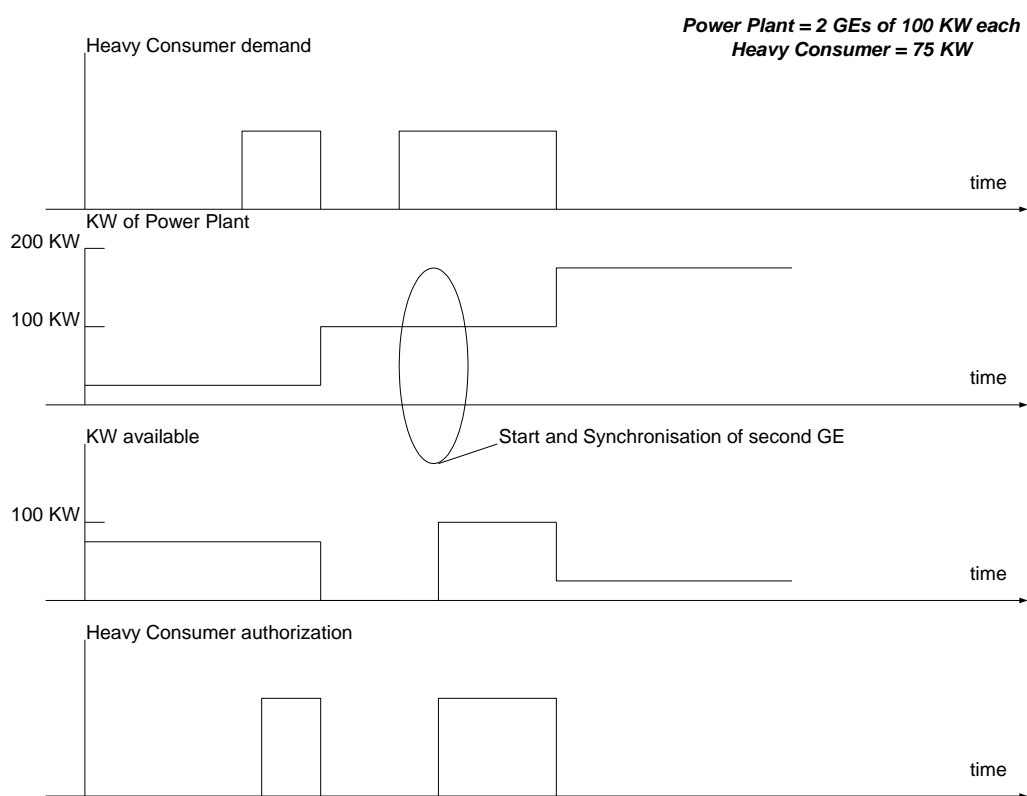 Power Plant = 2 GEs of 100 KW each
Heavy Consumer = 75 KW
Heavy Consumer demand
time
KW of Power Plant
200 KW
100 KW
time
KW available
Start and Synchronisation of second GE
100 KW
time
Heavy Consumer authorization
time